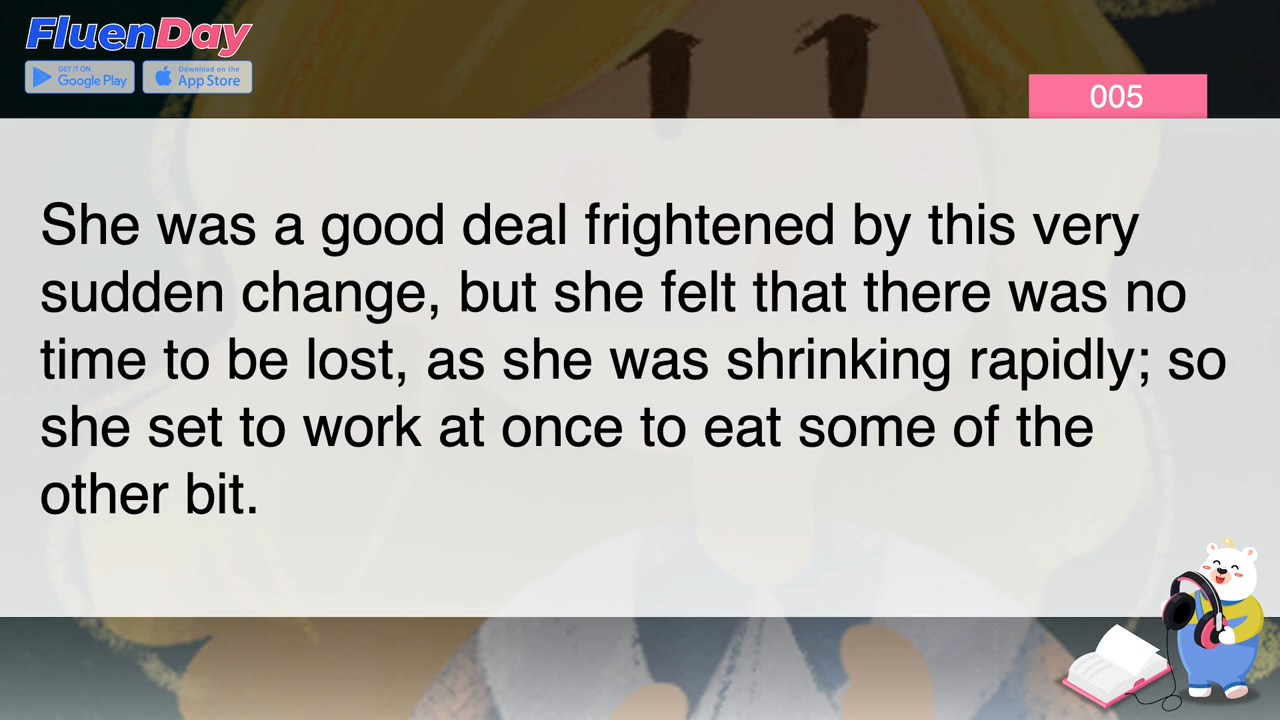 FluenDay
GET IT ON
Google Play
Download on the
App Store
005
She was a good deal frightened by this very
sudden change, but she felt that there was no
time to be lost, as she was shrinking rapidly; so
she set to work at once to eat some of the
other bit.